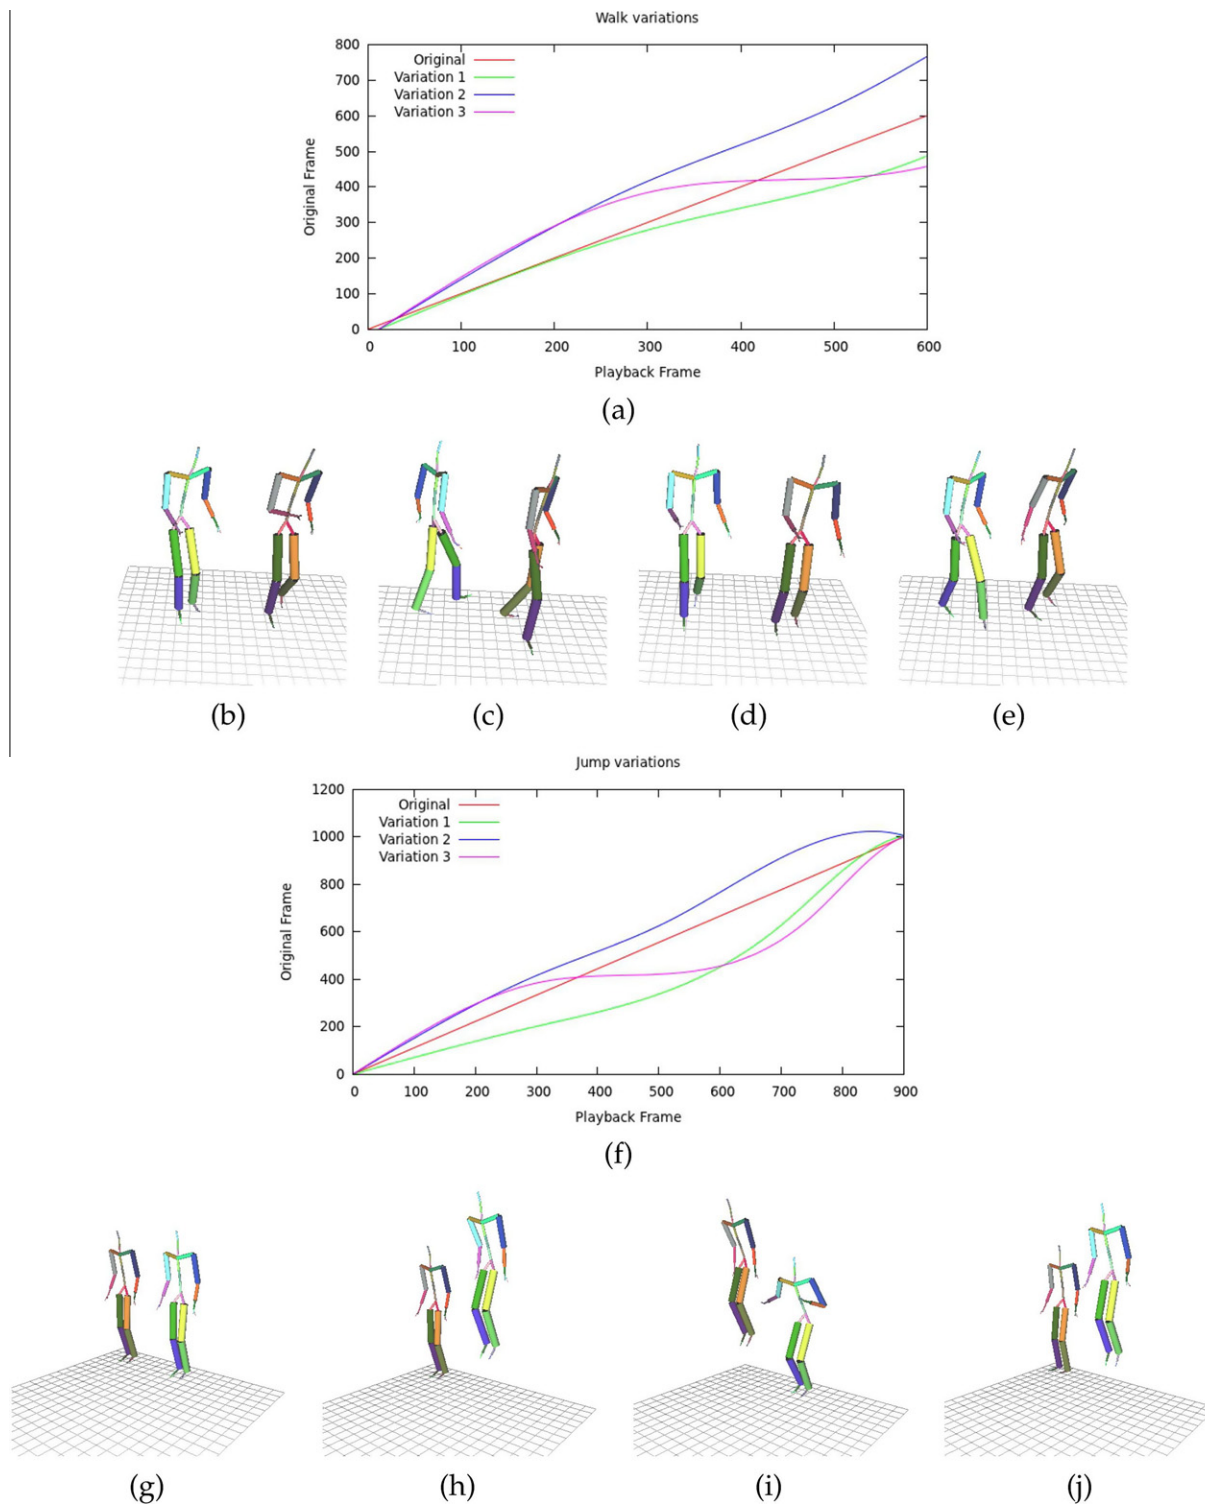 Walk variations
800
700
600
500
400
300
200
100
0
Original Frame
Original
Variation 1
Variation 2
Variation 3
0 100 200 300 400 500 600
Playback Frame
(a)
(b) (c) (d) (e)
Jump variations
1200
1000
800
600
400
200
0
Original Frame
Original
Variation 1
Variation 2
Variation 3
0 100 200 300 400 500 600 700 800 900
Playback Frame
(f)
(g) (h) (i) (j)